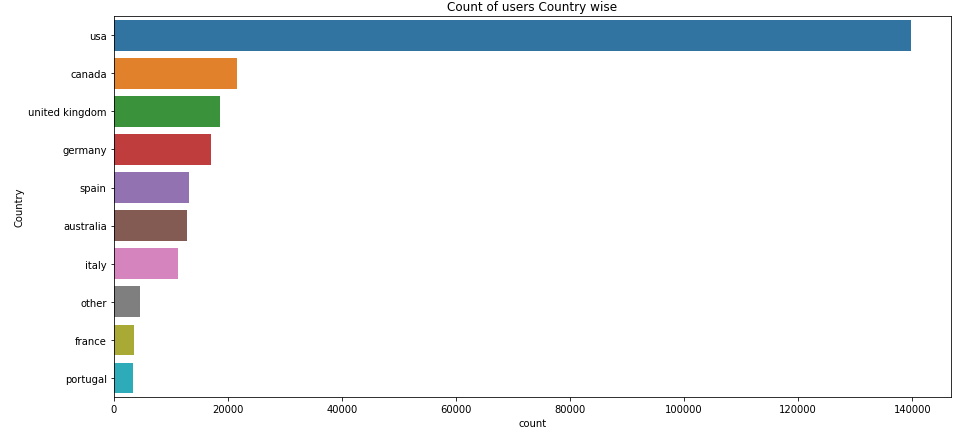 Count of users Country wise
usa
canada
united kingdom
germany
spain
australia
italy
other
france
portugal
Country
0 20000 40000 60000 80000 100000 120000 140000
count